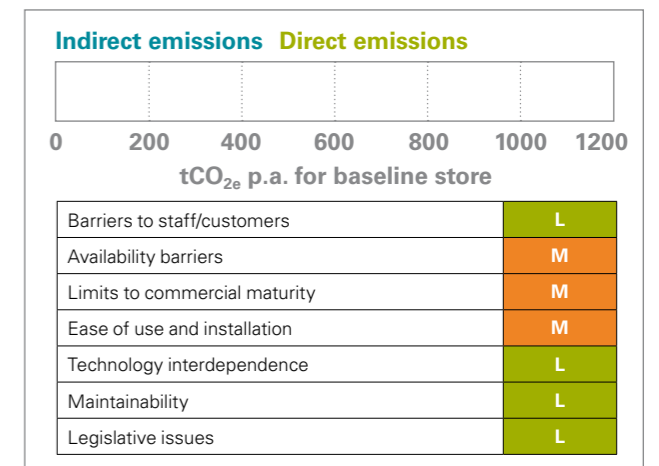 Indirect emissions Direct emissions
0 200 400 600 800 1000 1200
tCO2e p.a. for baseline store
Barriers to staff/customers L
Availability barriers M
Limits to commercial maturity M
Ease of use and installation M
Technology interdependence L
Maintainability L
Legislative issues L